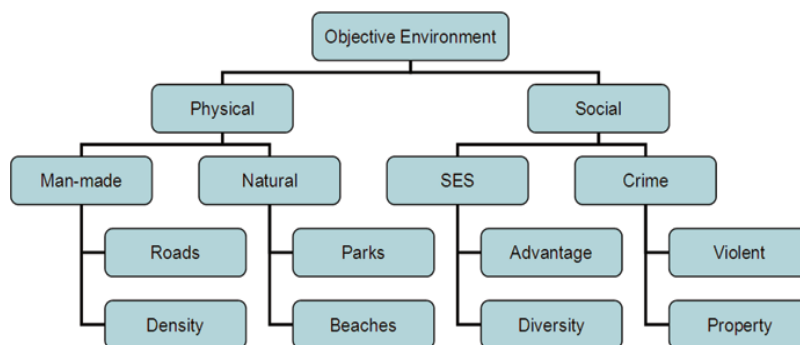 Objective Environment
Physical
Social
Man-made
Natural
SES
Crime
Roads
Parks
Advantage
Violent
Density
Beaches
Diversity
Property